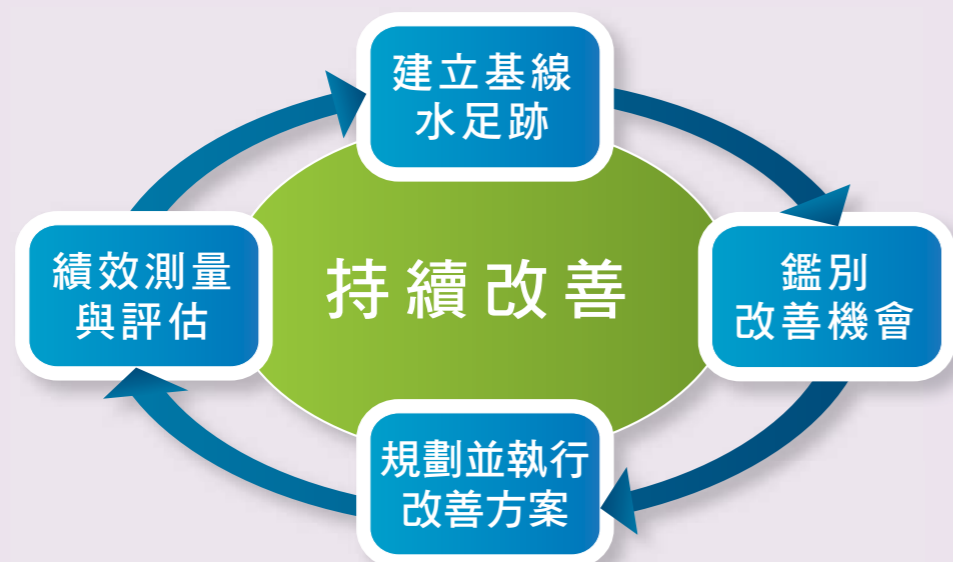 建立基線
水足跡
鑑別
改善機會
規劃並執行
改善方案
績效測量
與評估
持續改善